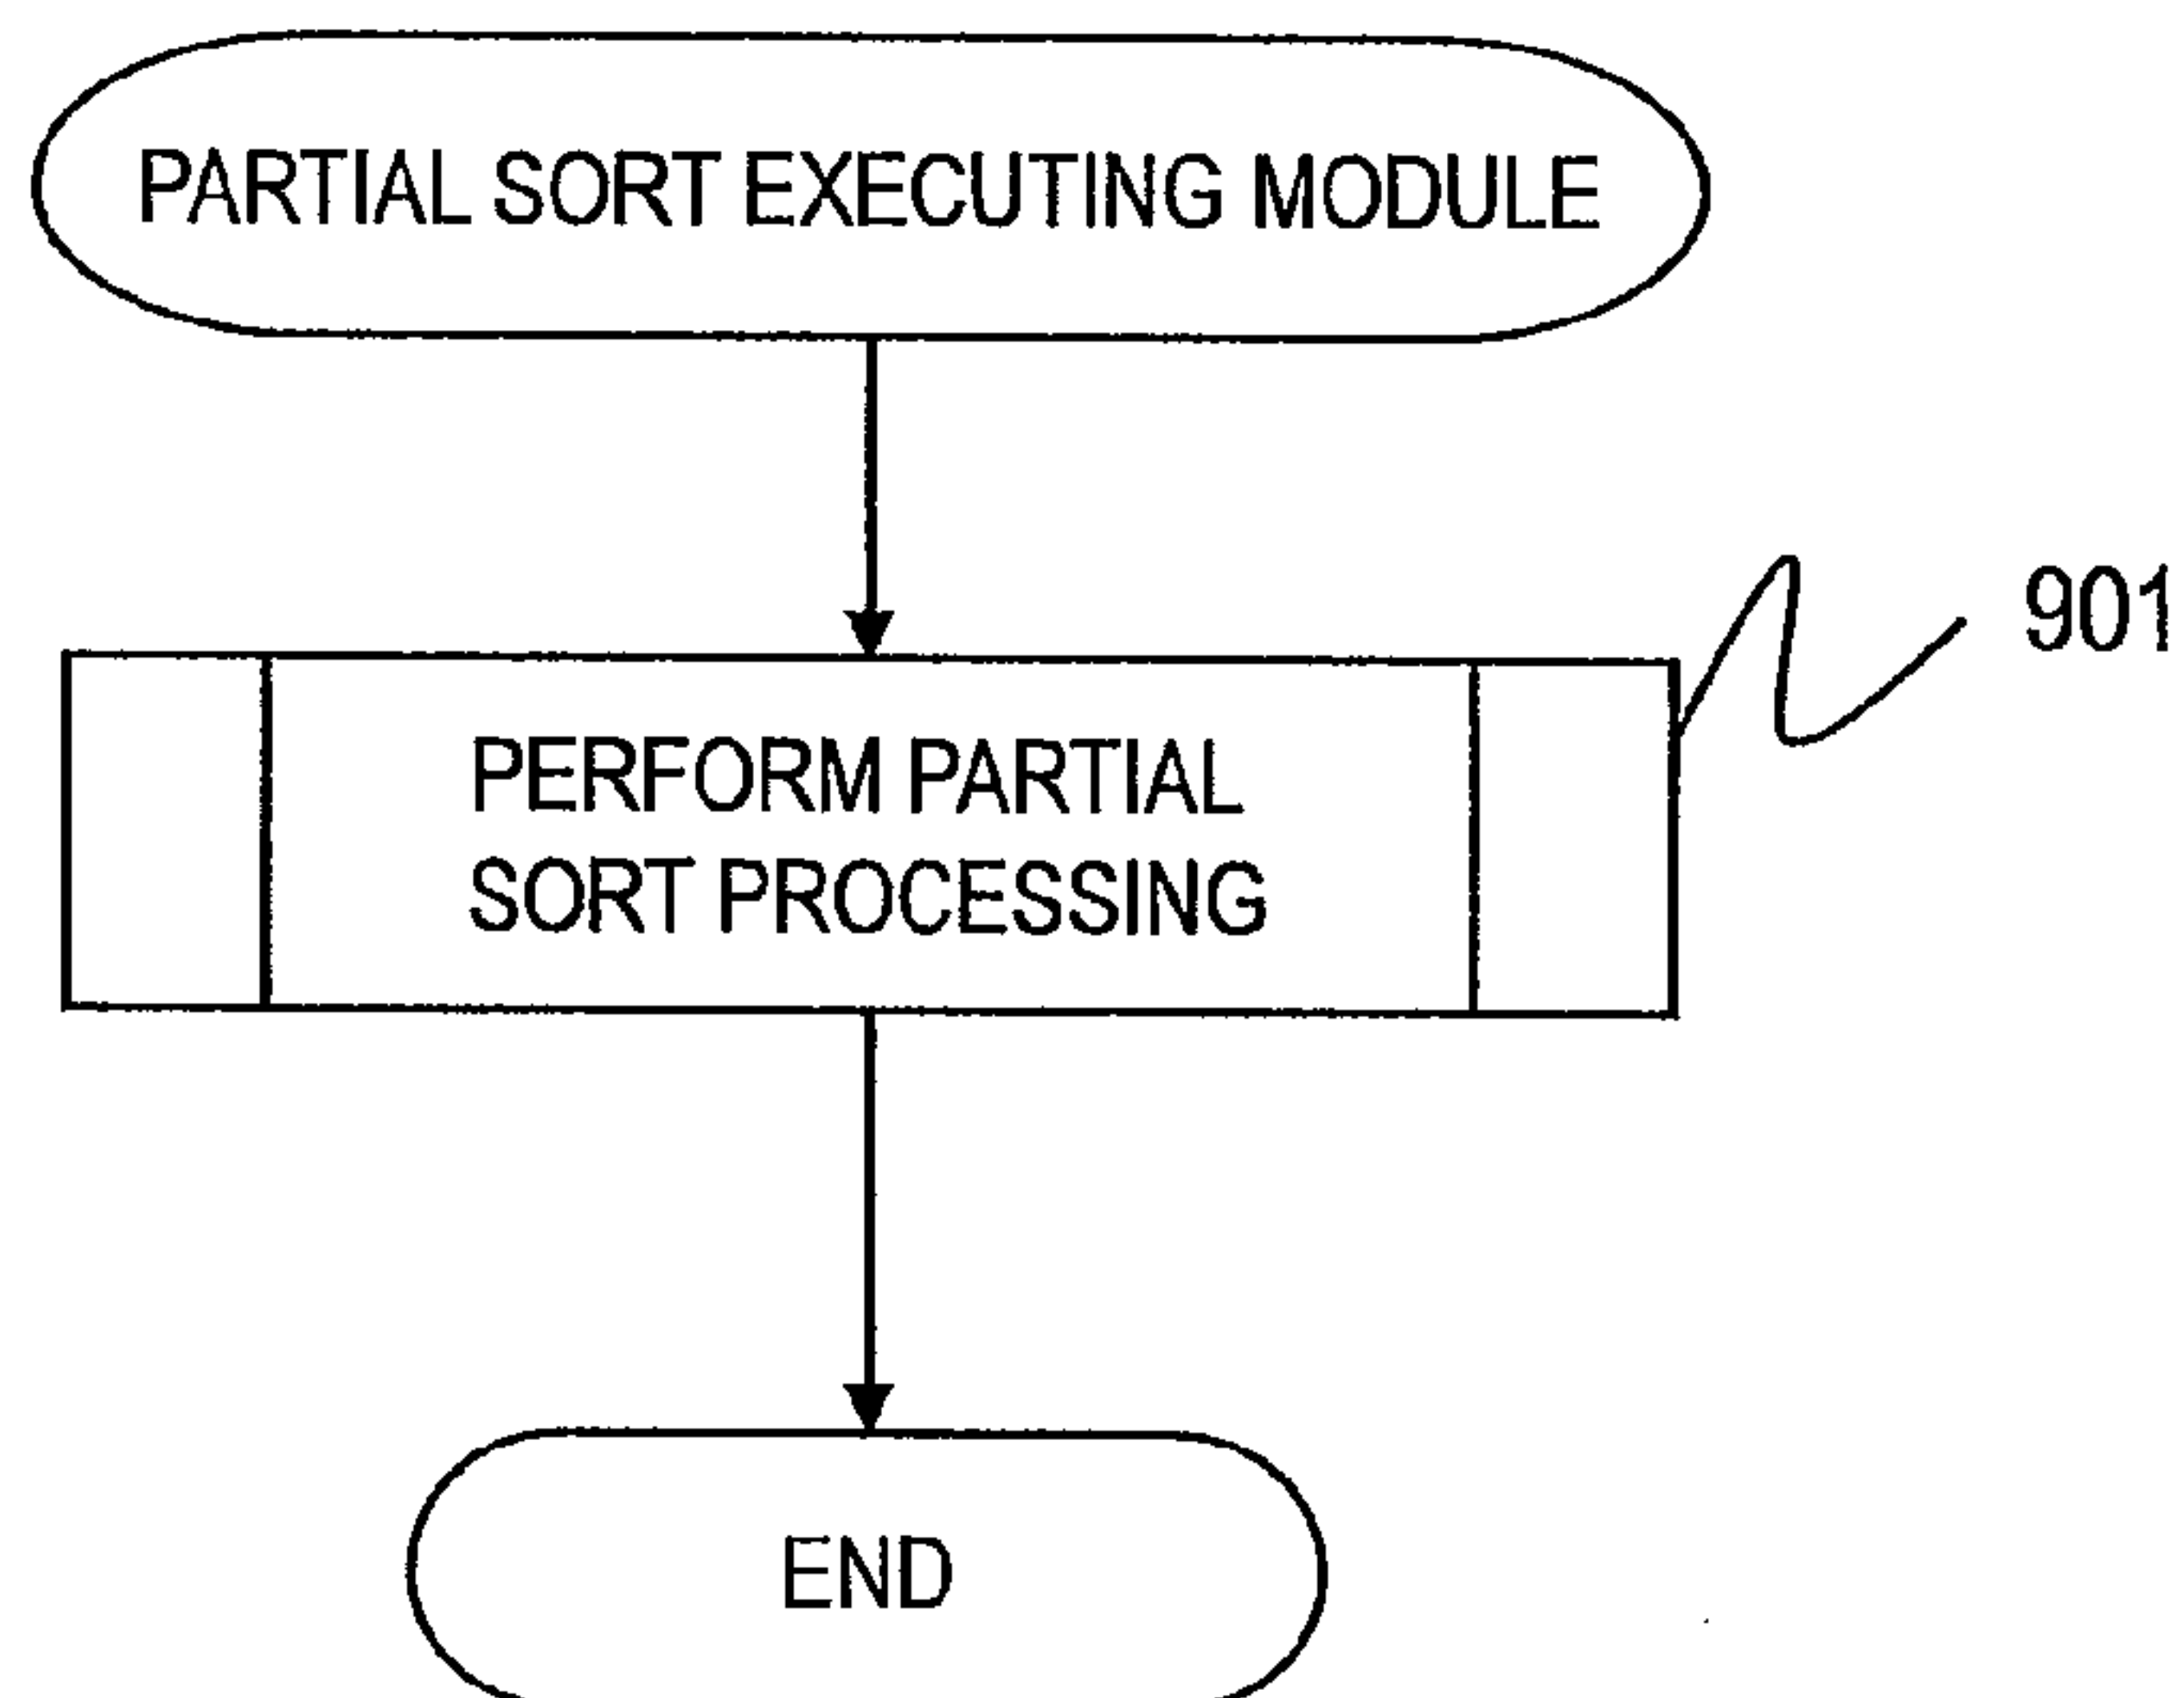 PARTIAL SORT EXECUTING MODULE
901
PERFORM PARTIAL
SORT PROCESSING
END